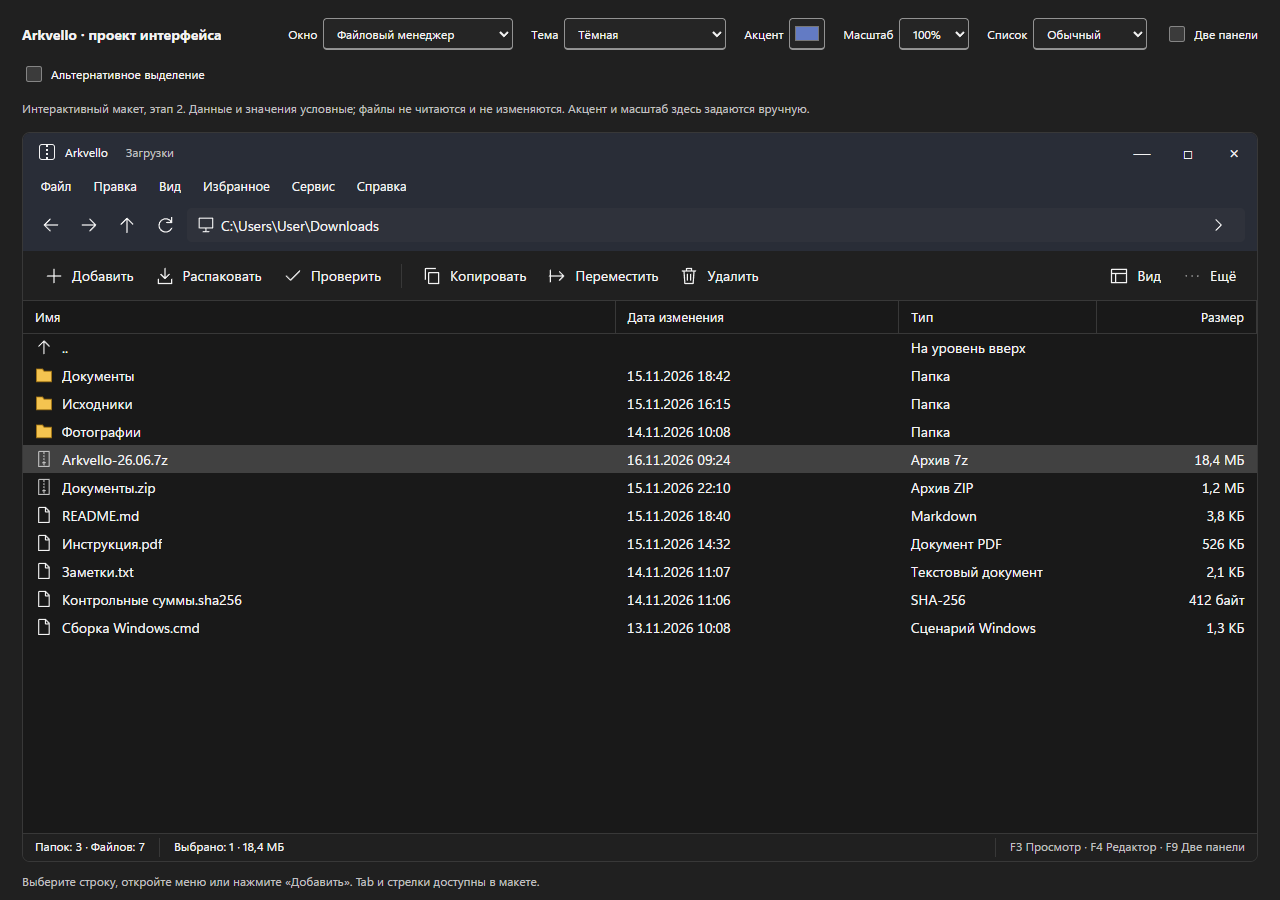 Arkvello · проект интерфейса Окно Файловый менеджер Тема Тёмная Акцент Масштаб 100% Список Обычный Две панели
Альтернативное выделение
Интерактивный макет, этап 2. Данные и значения условные; файлы не читаются и не изменяются. Акцент и масштаб здесь задаются вручную.
Arkvello Загрузки
Файл Правка Вид Избранное Сервис Справка
C:\Users\User\Downloads
Добавить Распаковать Проверить Копировать Переместить Удалить Вид ··· Ещё
Имя Дата изменения Тип Размер
.. На уровень вверх
Документы 15.11.2026 18:42 Папка
Исходники 15.11.2026 16:15 Папка
Фотографии 14.11.2026 10:08 Папка
Arkvello-26.06.7z 16.11.2026 09:24 Архив 7z 18,4 МБ
Документы.zip 15.11.2026 22:10 Архив ZIP 1,2 МБ
README.md 15.11.2026 18:40 Markdown 3,8 КБ
Инструкция.pdf 15.11.2026 14:32 Документ PDF 526 КБ
Заметки.txt 14.11.2026 11:07 Текстовый документ 2,1 КБ
Контрольные суммы.sha256 14.11.2026 11:06 SHA-256 412 байт
Сборка Windows.cmd 13.11.2026 10:08 Сценарий Windows 1,3 КБ
Папок: 3 · Файлов: 7 Выбрано: 1 · 18,4 МБ F3 Просмотр · F4 Редактор · F9 Две панели
Выберите строку, откройте меню или нажмите «Добавить». Tab и стрелки доступны в макете.